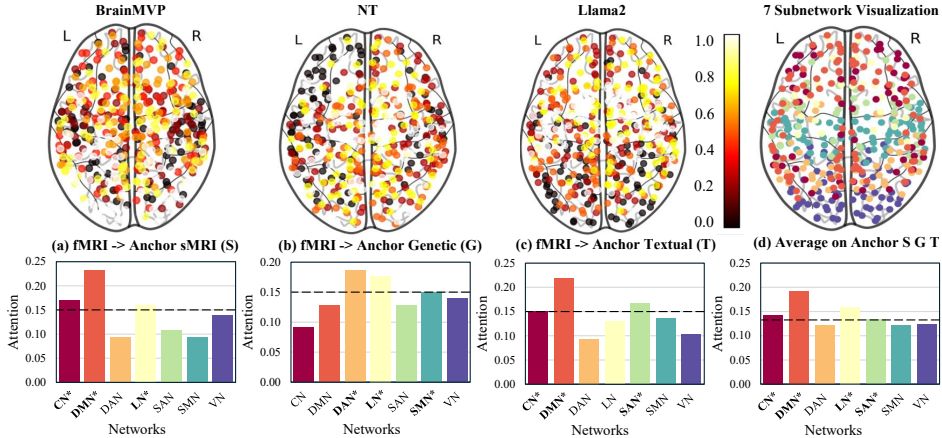 BrainMVP NT Llama2 7 Subnetwork Visualization
L R L R L R L R
1.0
0.8
0.6
0.4
0.2
0.0
(a) fMRI -> Anchor sMRI (S) (b) fMRI -> Anchor Genetic (G) (c) fMRI -> Anchor Textual (T) (d) Average on Anchor S G T
Attention
0.25
0.20
0.15
0.10
0.05
0.00
CN* DMN* DAN LN* SAN SMN VN
Networks
Attention
0.20
0.15
0.10
0.05
0.00
CN DMN DAN* LN* SAN SMN* VN
Networks
Attention
0.25
0.20
0.15
0.10
0.05
0.00
CN* DMN* DAN LN SAN* SMN VN
Networks
Attention
0.25
0.20
0.15
0.10
0.05
0.00
CN* DMN* DAN LN* SAN* SMN VN
Networks